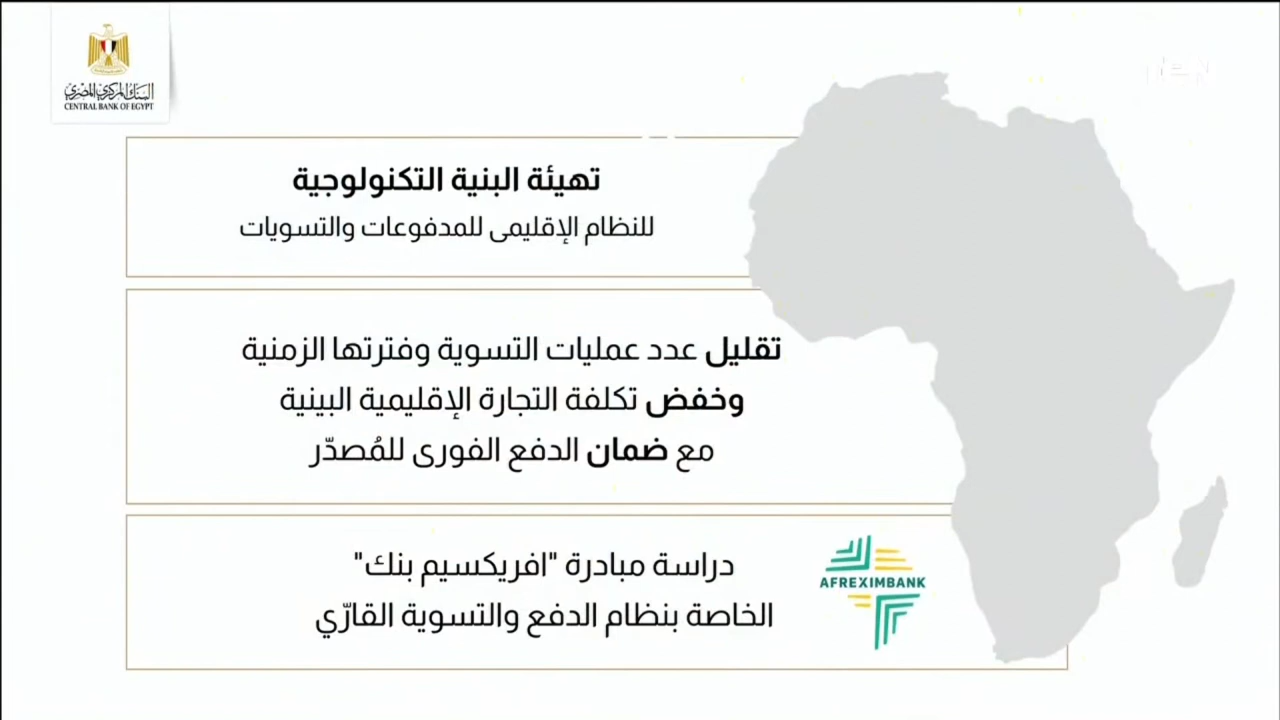 البنك المركزي المصري
CENTRAL BANK OF EGYPT
TEN
تهيئة البنية التكنولوجية
للنظام الإقليمى للمدفوعات والتسويات
تقليل عدد عمليات التسوية وفترتها الزمنية
وخفض تكلفة التجارة الإقليمية البينية
مع ضمان الدفع الفورى للمُصدّر
دراسة مبادرة "افريكسيم بنك"
الخاصة بنظام الدفع والتسوية القارّي
AFREXIMBANK